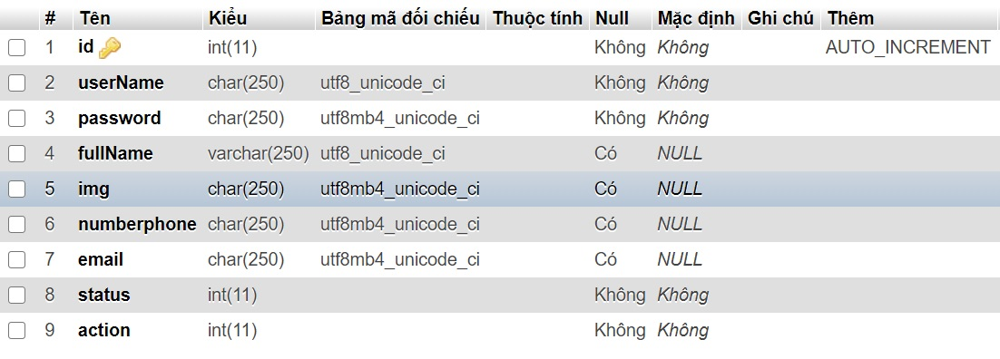 # Tên Kiểu Bảng mã đối chiếu Thuộc tính Null Mặc định Ghi chú Thêm
1 id int(11) Không Không AUTO_INCREMENT
2 userName char(250) utf8_unicode_ci Không Không
3 password char(250) utf8mb4_unicode_ci Không Không
4 fullName varchar(250) utf8_unicode_ci Có NULL
5 img char(250) utf8mb4_unicode_ci Có NULL
6 numberphone char(250) utf8mb4_unicode_ci Có NULL
7 email char(250) utf8mb4_unicode_ci Có NULL
8 status int(11) Không Không
9 action int(11) Không Không